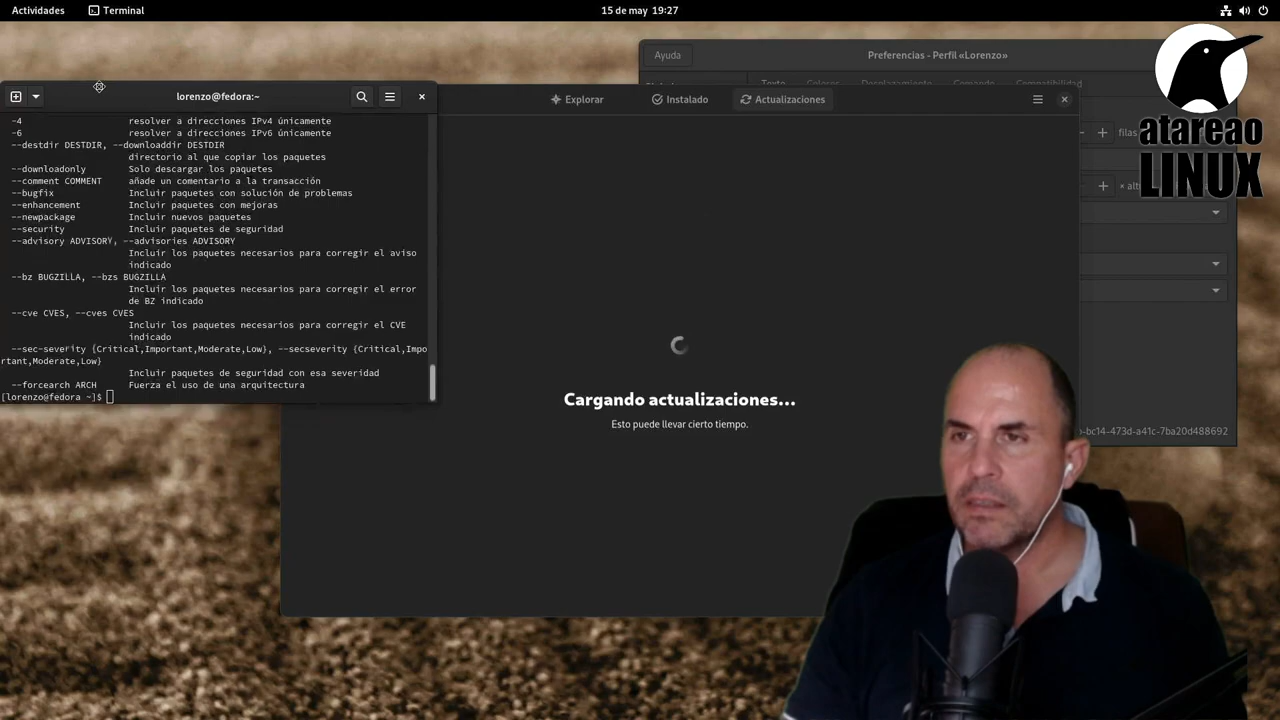 Actividades
Terminal
15 de may 19:27
Ayuda
Preferencias - Perfil «Lorenzo»
atareao
LINUX
lorenzo@fedora:~
-4 resolver a direcciones IPv4 únicamente
-6 resolver a direcciones IPv6 únicamente
--destdir DESTDIR, --downloaddir DESTDIR
directorio al que copiar los paquetes
--downloadonly Solo descargar los paquetes
--comment COMMENT añade un comentario a la transacción
--bugfix Incluir paquetes con solución de problemas
--enhancement Incluir paquetes con mejoras
--newpackage Incluir nuevos paquetes
--security Incluir paquetes de seguridad
--advisory ADVISORY, --advisories ADVISORY
Incluir los paquetes necesarios para corregir el aviso
indicado
--bz BUGZILLA, --bzs BUGZILLA
Incluir los paquetes necesarios para corregir el error
de BZ indicado
--cve CVES, --cves CVES
Incluir los paquetes necesarios para corregir el CVE
indicado
--sec-severity {Critical,Important,Moderate,Low}, --secseverity {Critical,Impo
rtant,Moderate,Low}
Incluir paquetes de seguridad con esa severidad
--forcearch ARCH Fuerza el uso de una arquitectura
[lorenzo@fedora ~]$
Explorar
Instalado
Actualizaciones
Cargando actualizaciones...
Esto puede llevar cierto tiempo.
filas
-bc14-473d-a41c-7ba20d488692